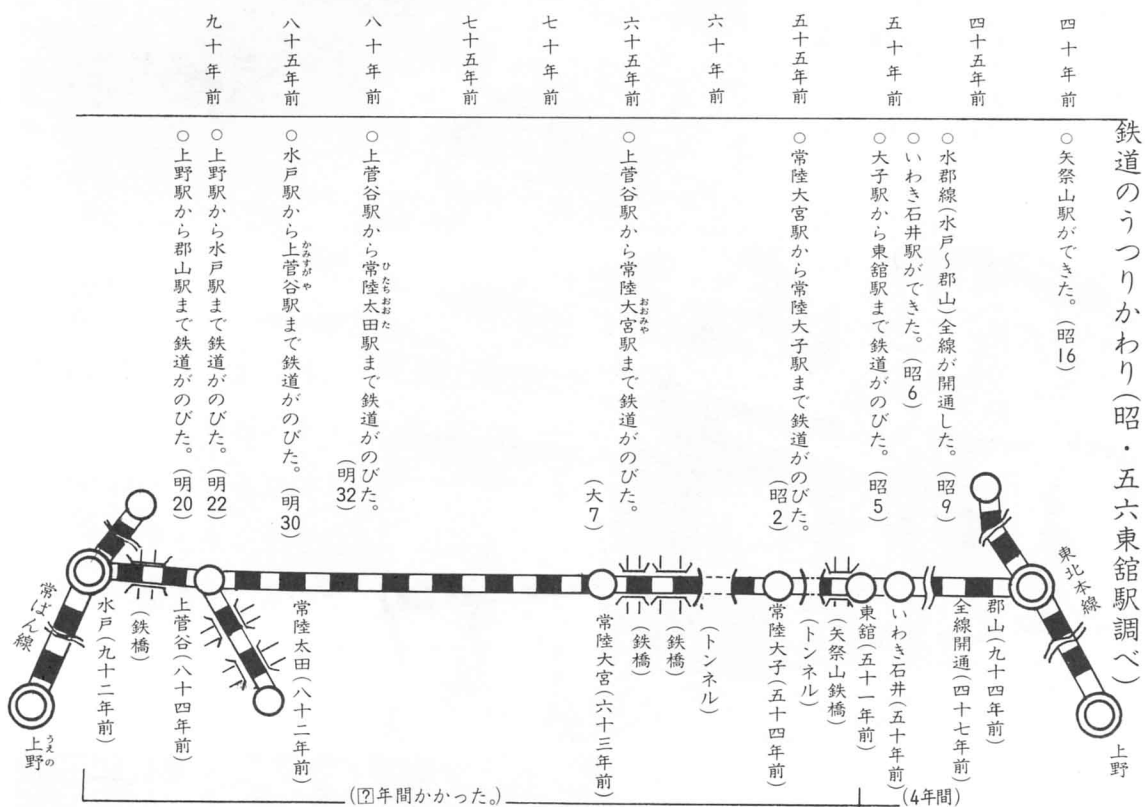 鉄道のうつりかわり(昭・五六東舘駅調べ)
四十年前
四十五年前
五十年前
五十五年前
六十年前
六十五年前
七十年前
七十五年前
八十年前
八十五年前
九十年前
○矢祭山駅ができた。(昭16)
○水郡線(水戸〜郡山)全線が開通した。(昭9)
○いわき石井駅ができた。(昭6)
○大子駅から東舘駅まで鉄道がのびた。(昭5)
○常陸大宮駅から常陸大子駅まで鉄道がのびた。(昭2)
○上菅谷駅から常陸大宮駅まで鉄道がのびた。(大7)
おおみや
○上菅谷駅から常陸太田駅まで鉄道がのびた。(明32)
ひたちおおた
○水戸駅から上菅谷駅まで鉄道がのびた。(明30)
かみすがや
○上野駅から水戸駅まで鉄道がのびた。(明22)
○上野駅から郡山駅まで鉄道がのびた。(明20)
東北本線
上野
郡山(九十四年前)
全線開通(四十七年前)
いわき石井(五十年前)
東舘(五十一年前)
(矢祭山鉄橋)
(トンネル)
常陸大子(五十四年前)
(トンネル)
(鉄橋)
(鉄橋)
常陸大宮(六十三年前)
常陸太田(八十二年前)
上菅谷(八十四年前)
(鉄橋)
水戸(九十二年前)
常ばん線
上野
うえの
(4年間)
(?年間かかった。)